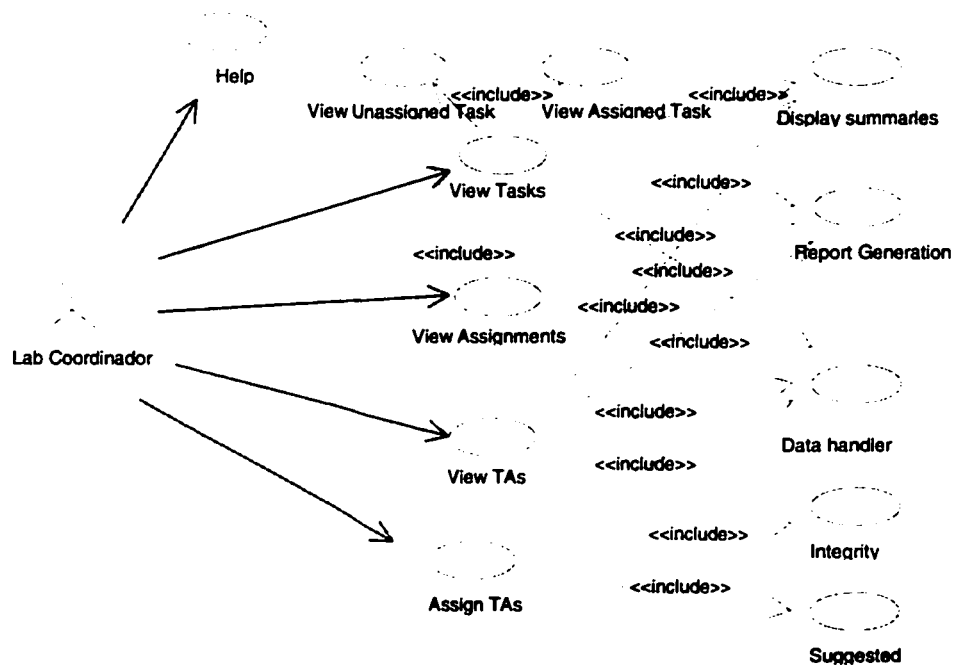 Help
<<include>>
<<include>>
View Unassigned Task
View Assigned Task
Display summaries
View Tasks
<<include>>
<<include>>
<<include>>
Report Generation
<<include>>
<<include>>
View Assignments
<<include>>
Lab Coordinador
<<include>>
Data handler
<<include>>
View TAs
<<include>>
Integrity
<<include>>
Assign TAs
Suggested